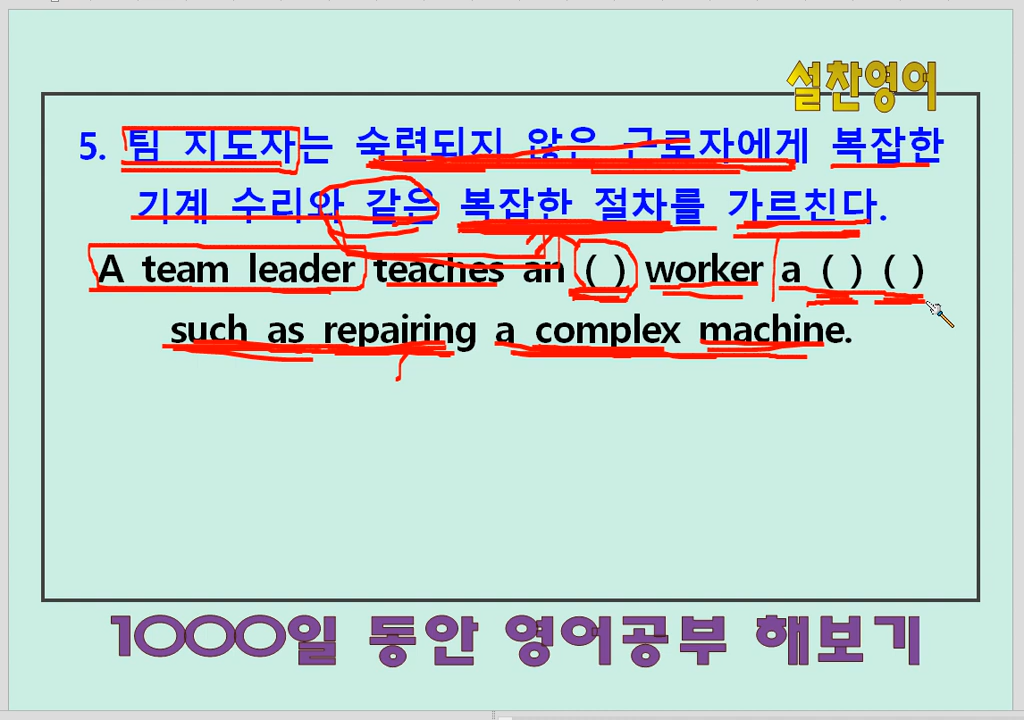 설찬영어
5. 팀 지도자는 숙련되지 않은 근로자에게 복잡한
기계 수리와 같은 복잡한 절차를 가르친다.
A team leader teaches an ( ) worker a ( ) ( )
such as repairing a complex machine.
1000일 동안 영어공부 해보기